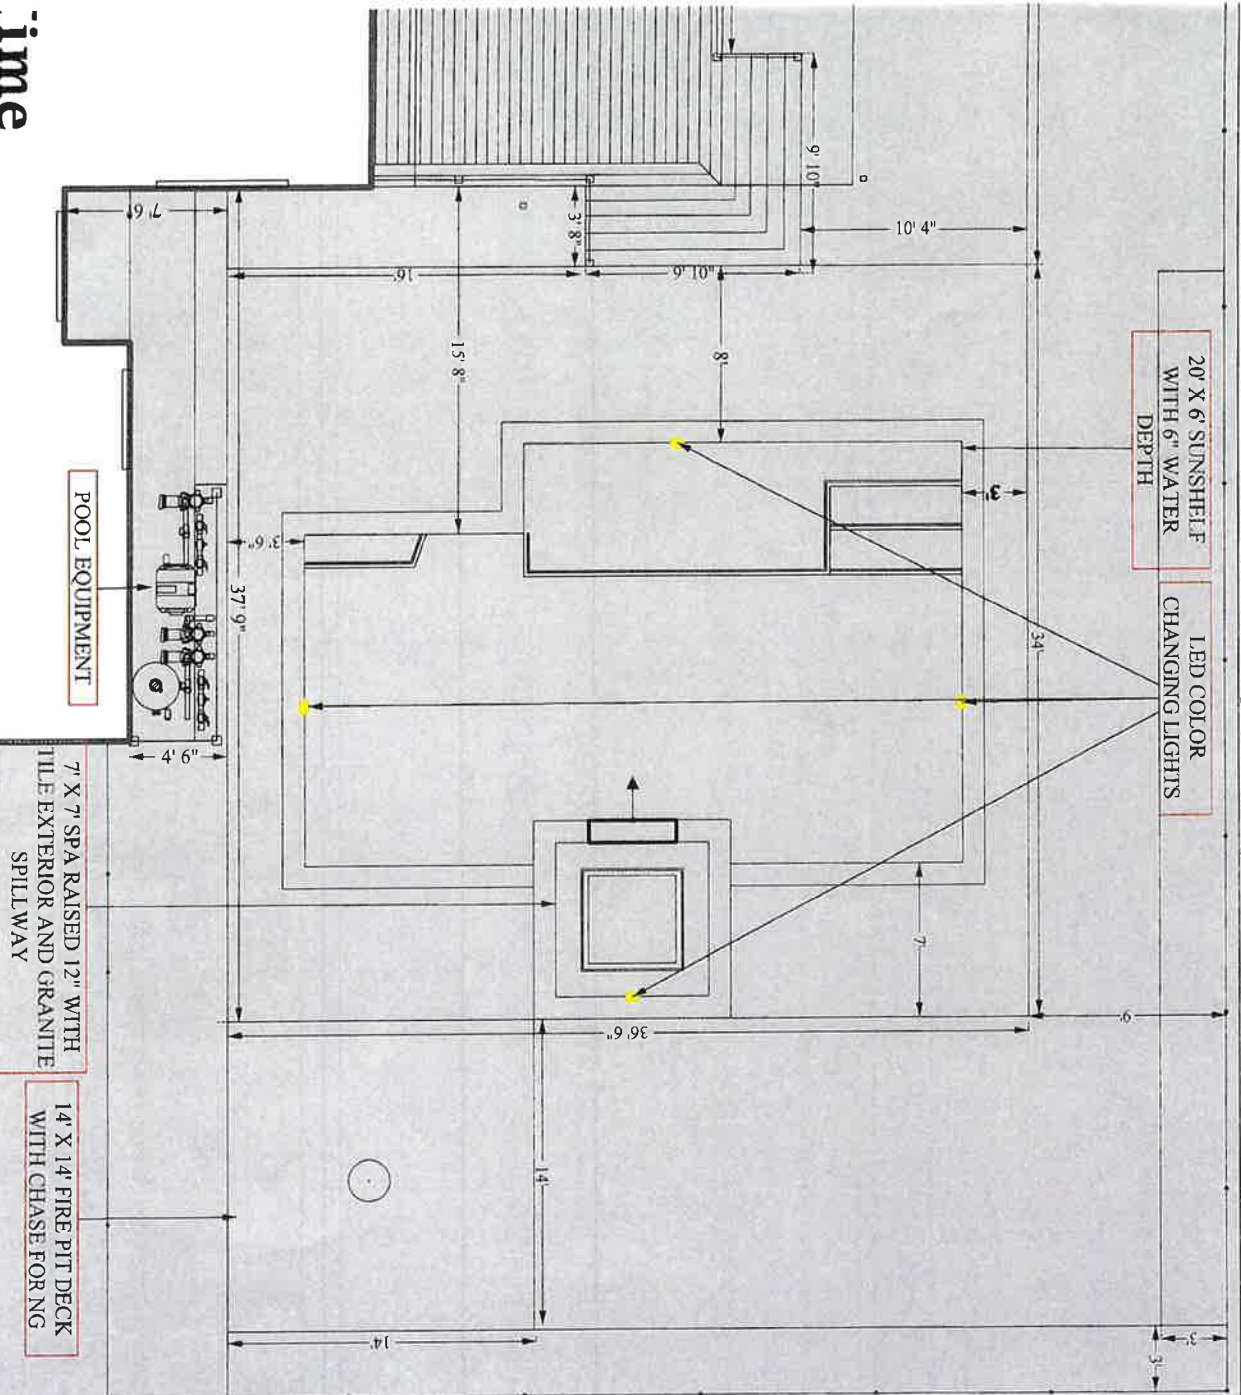 ime
9' 10"
10' 4"
7' 6"
3' 8"
16'
9' 10"
15' 8"
8'
20' X 6' SUNSHELF
WITH 6" WATER
DEPTH
3'
LED COLOR
CHANGING LIGHTS
34'
3' 6"
37' 9"
POOL EQUIPMENT
4' 6"
7' X 7' SPA RAISED 12" WITH
TILE EXTERIOR AND GRANITE
SPILLWAY
7'
9'
36' 6"
14'
14' X 14' FIRE PIT DECK
WITH CHASE FOR NG
14'
3'
3'